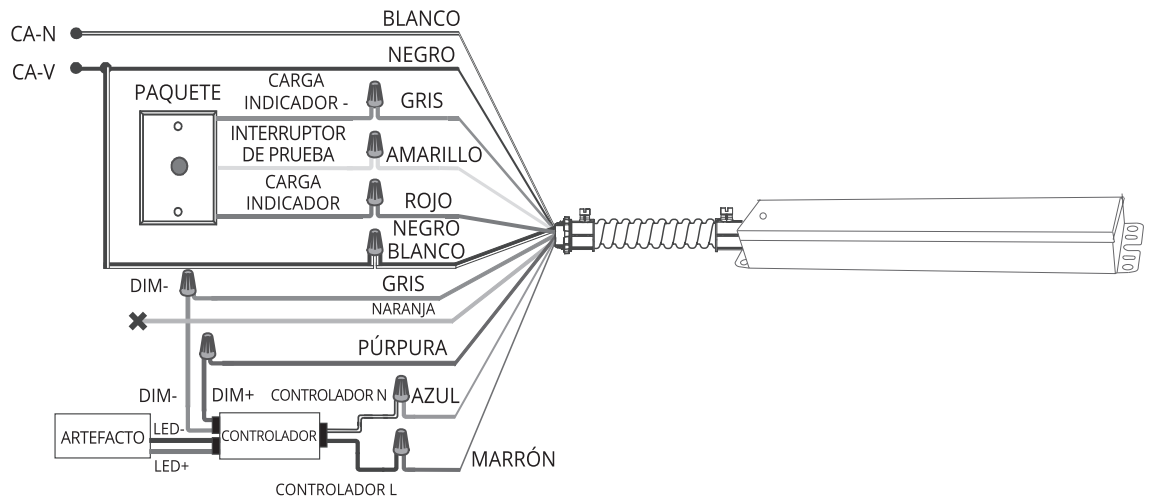 BLANCO
CA-N
NEGRO
CA-V
CARGA
INDICADOR -
PAQUETE
GRIS
INTERRUPTOR
DE PRUEBA
AMARILLO
CARGA
INDICADOR
ROJO
NEGRO
BLANCO
DIM-
GRIS
NARANJA
PÚRPURA
DIM-
DIM+
CONTROLADOR N
AZUL
ARTEFACTO
LED-
CONTROLADOR
LED+
MARRÓN
CONTROLADOR L